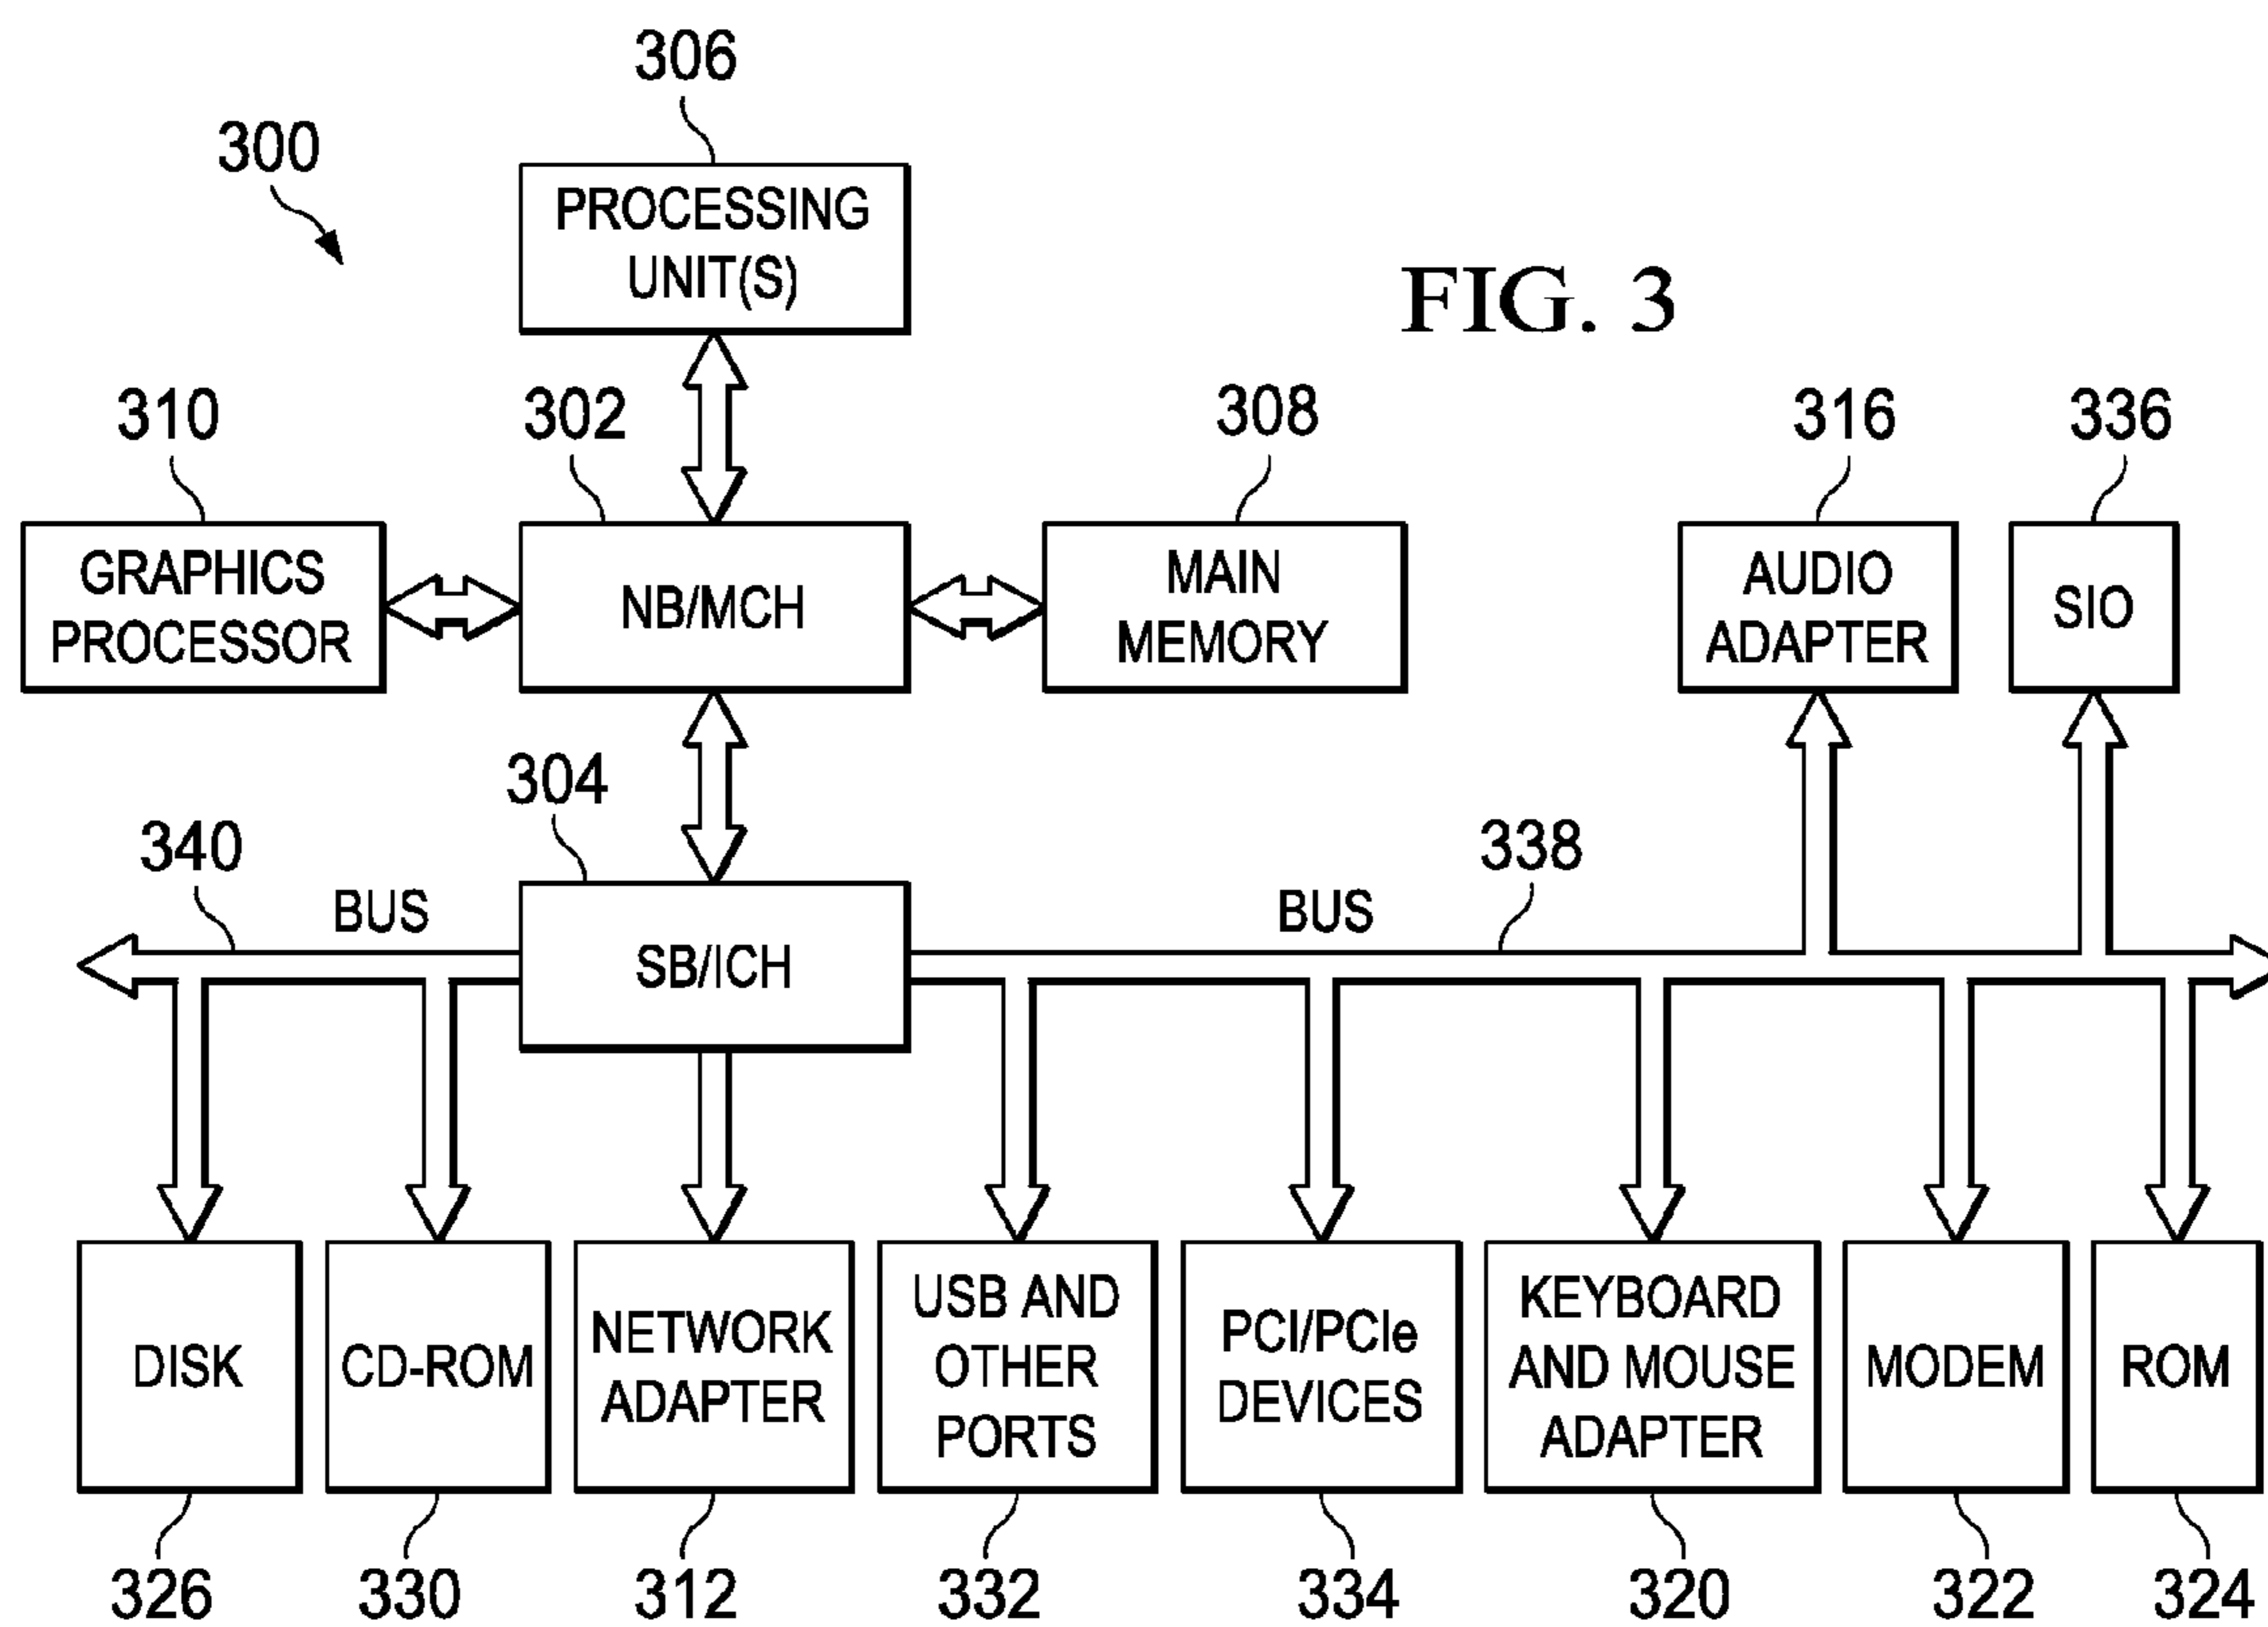 306
300
PROCESSING
UNIT(S)
FIG. 3
310
302
308
316
336
GRAPHICS
PROCESSOR
NB/MCH
MAIN
MEMORY
AUDIO
ADAPTER
SIO
304
340
338
BUS
BUS
SB/ICH
DISK
CD-ROM
NETWORK
ADAPTER
USB AND
OTHER
PORTS
PCI/PCIe
DEVICES
KEYBOARD
AND MOUSE
ADAPTER
MODEM
ROM
326
330
312
332
334
320
322
324